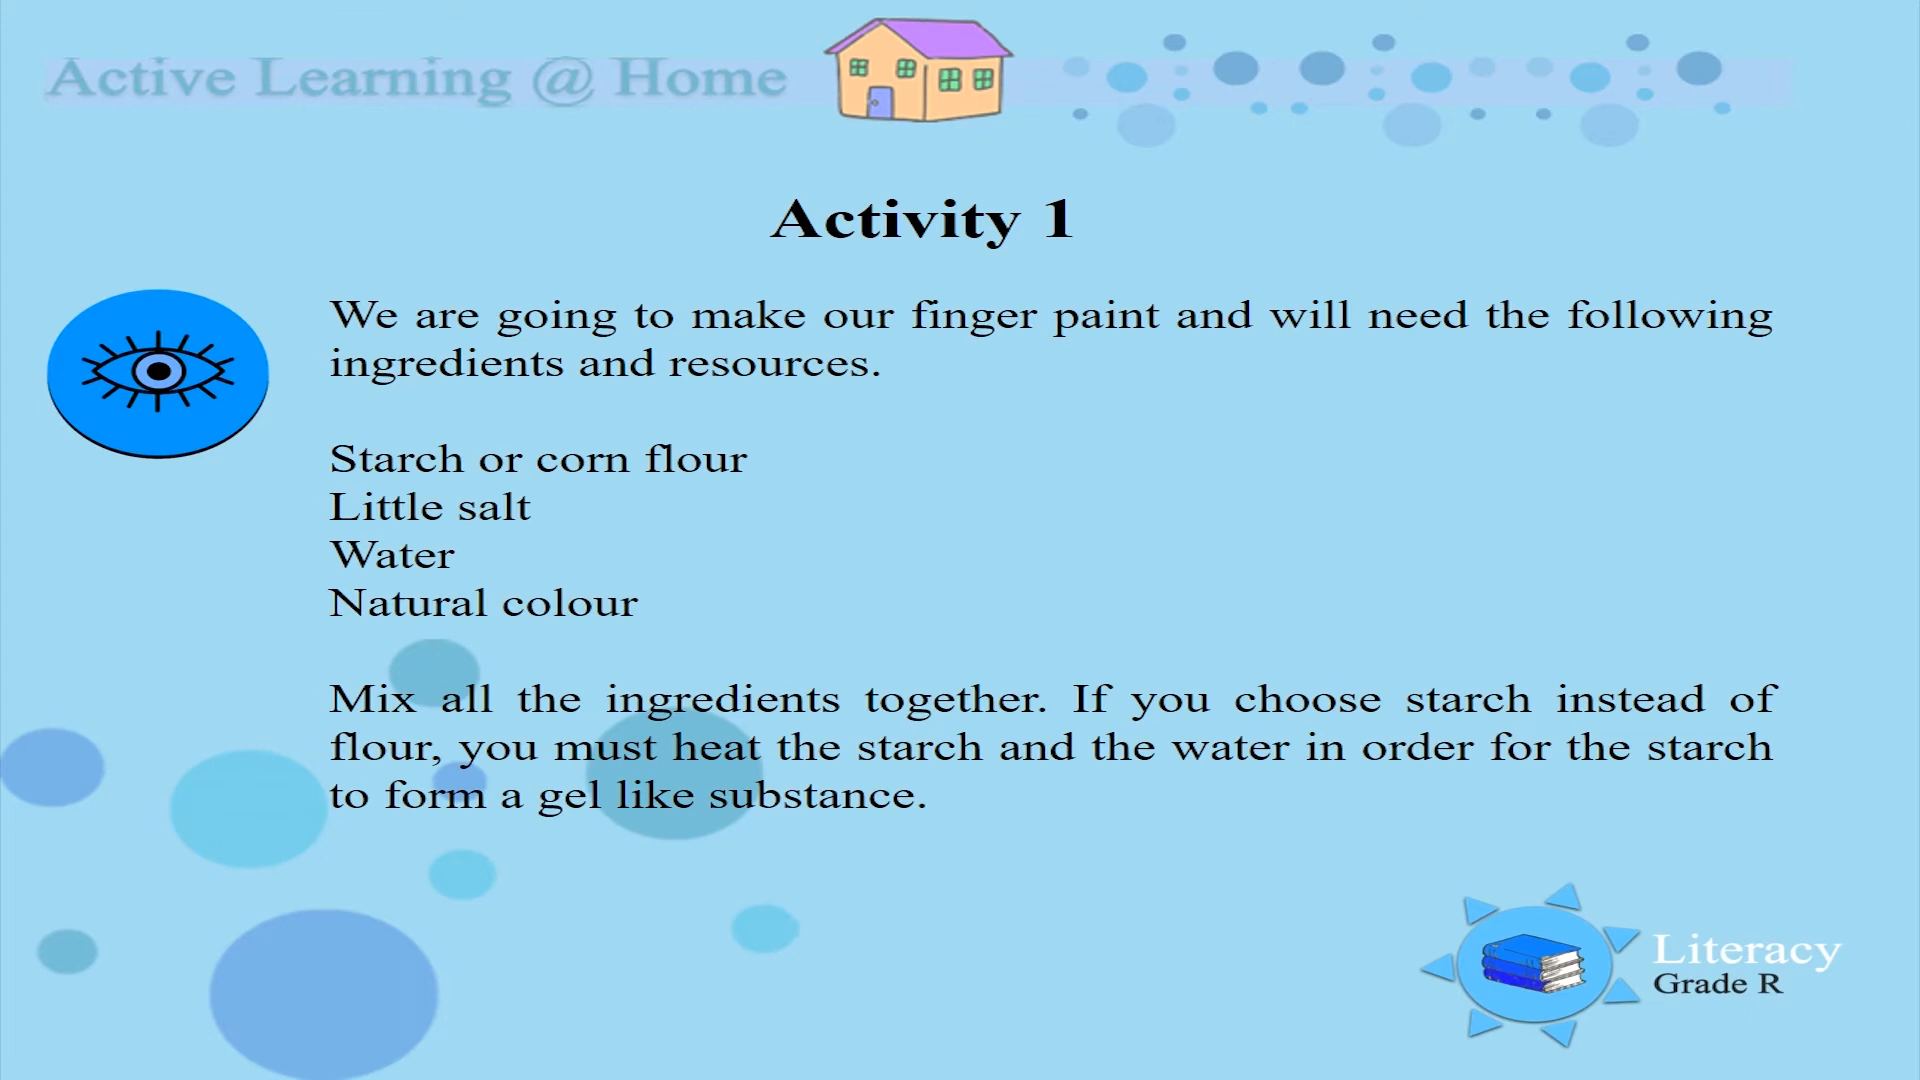 Active Learning @ Home
Activity 1
We are going to make our finger paint and will need the following
ingredients and resources.
Starch or corn flour
Little salt
Water
Natural colour
Mix all the ingredients together. If you choose starch instead of
flour, you must heat the starch and the water in order for the starch
to form a gel like substance.
Literacy
Grade R